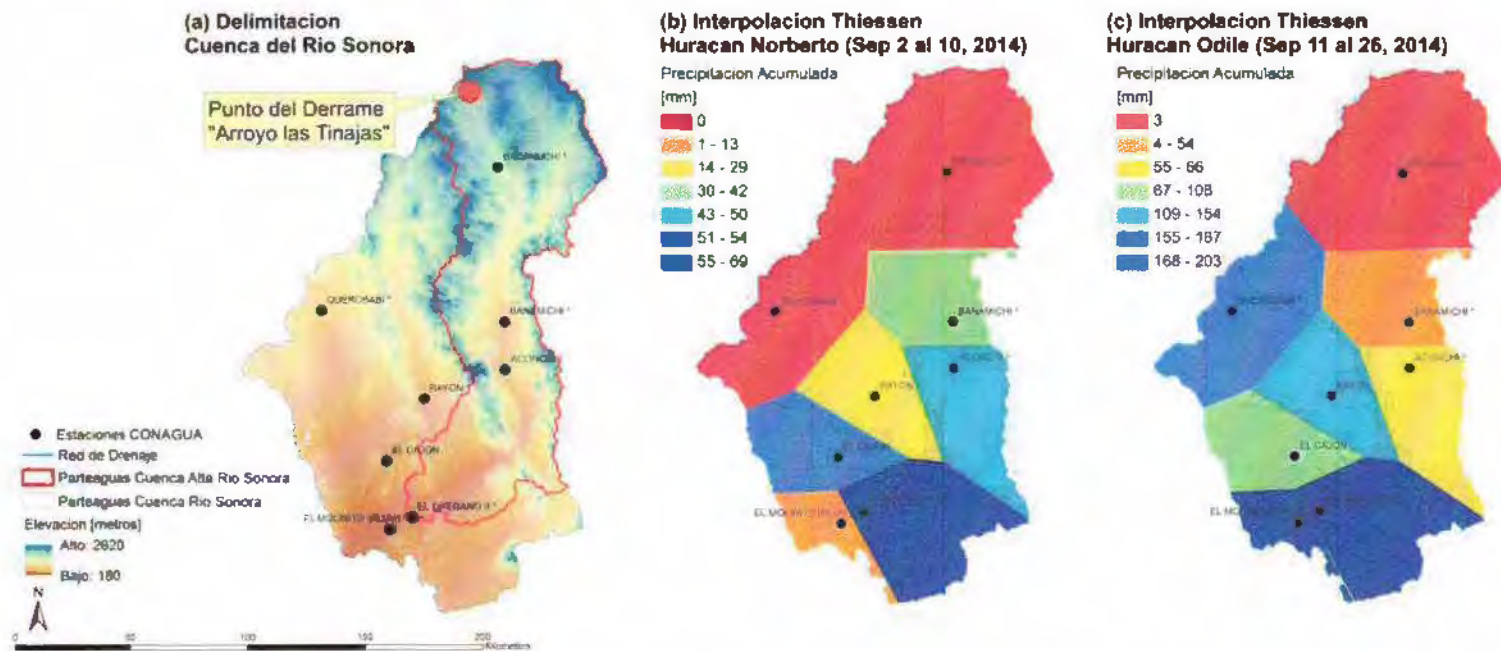 (a) Delimitacion
Cuenca del Rio Sonora
Punto del Derrame
"Arroyo las Tinajas"
QUEROBABI *
BANAMICHI *
RAYON
EL CAJON
Estaciones CONAGUA
Red de Drenaje
Parteaguas Cuenca Alta Rio Sonora
Parteaguas Cuenca Rio Sonora
Elevacion [metros]
Alto: 2620
Bajo: 180
N
0 50 100 150 200
Kilometers
(b) Interpolacion Thiessen
Huracan Norberto (Sep 2 al 10, 2014)
Precipitacion Acumulada
[mm]
0
1 - 13
14 - 29
30 - 42
43 - 50
51 - 54
55 - 69
BANAMICHI *
RAYON
EL CAJON
(c) Interpolacion Thiessen
Huracan Odile (Sep 11 al 26, 2014)
Precipitacion Acumulada
[mm]
3
4 - 54
55 - 66
67 - 108
109 - 154
155 - 167
168 - 203
BANAMICHI *
EL CAJON